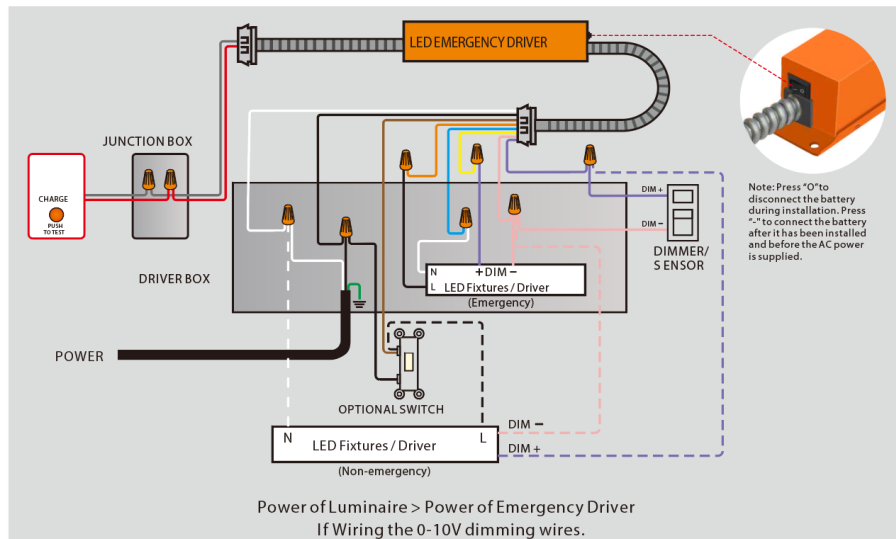 LED EMERGENCY DRIVER
JUNCTION BOX
CHARGE
PUSH
TO TEST
DRIVER BOX
DIM +
DIM −
DIMMER/
SENSOR
Note: Press "O"to
disconnect the battery
during installation. Press
"-" to connect the battery
after it has been installed
and before the AC power
is supplied.
N
+ DIM −
L
LED Fixtures / Driver
(Emergency)
POWER
OPTIONAL SWITCH
N
L
LED Fixtures / Driver
DIM −
DIM +
(Non-emergency)
Power of Luminaire > Power of Emergency Driver
If Wiring the 0-10V dimming wires.